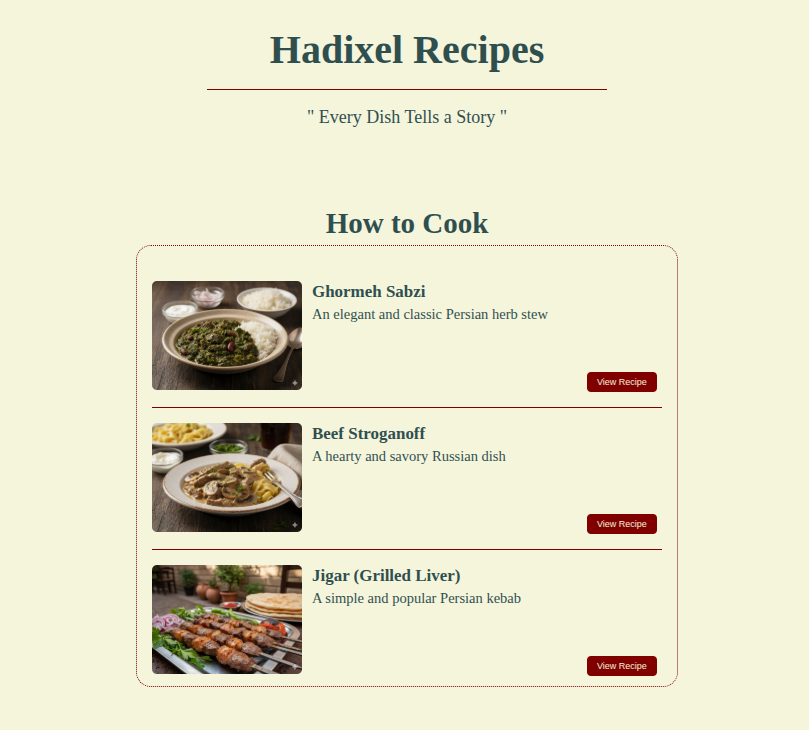 Hadixel Recipes
" Every Dish Tells a Story "
How to Cook
Ghormeh Sabzi
An elegant and classic Persian herb stew
View Recipe
Beef Stroganoff
A hearty and savory Russian dish
View Recipe
Jigar (Grilled Liver)
A simple and popular Persian kebab
View Recipe